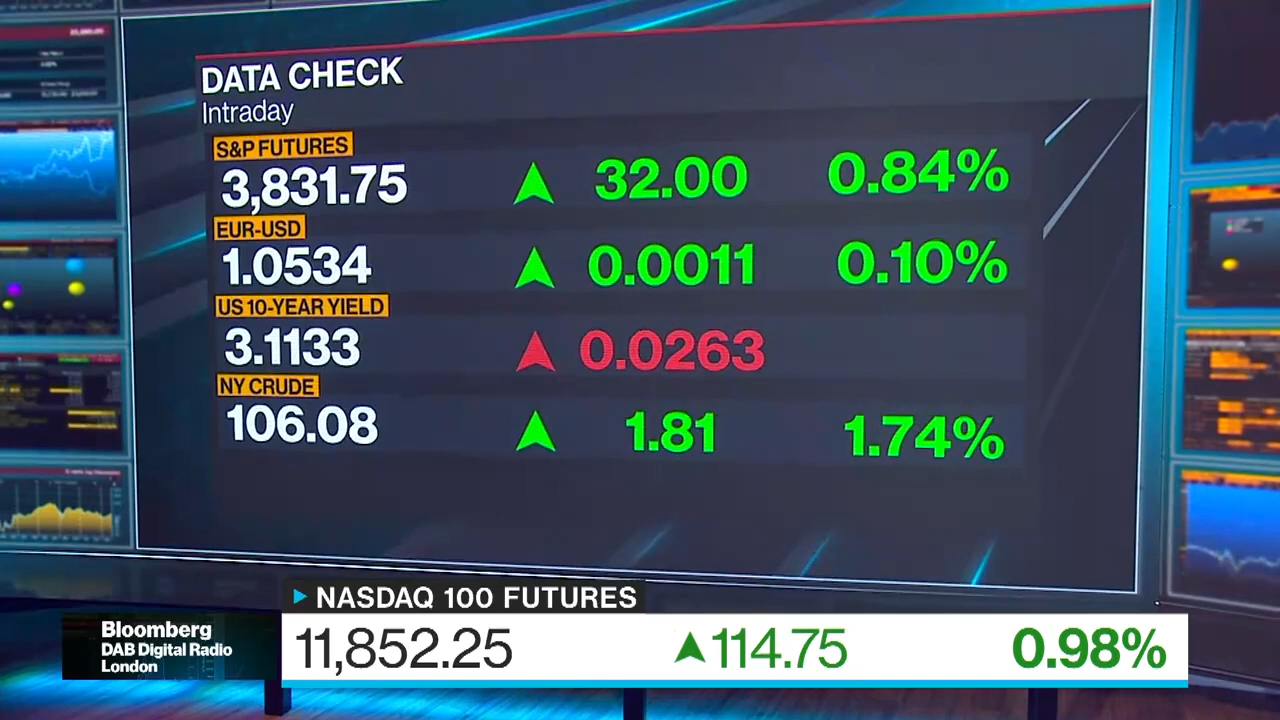 DATA CHECK
Intraday
S&P FUTURES
3,831.75 ▲ 32.00 0.84%
EUR-USD
1.0534 ▲ 0.0011 0.10%
US 10-YEAR YIELD
3.1133 ▲ 0.0263
NY CRUDE
106.08 ▲ 1.81 1.74%
NASDAQ 100 FUTURES
11,852.25 ▲114.75 0.98%
Bloomberg
DAB Digital Radio
London